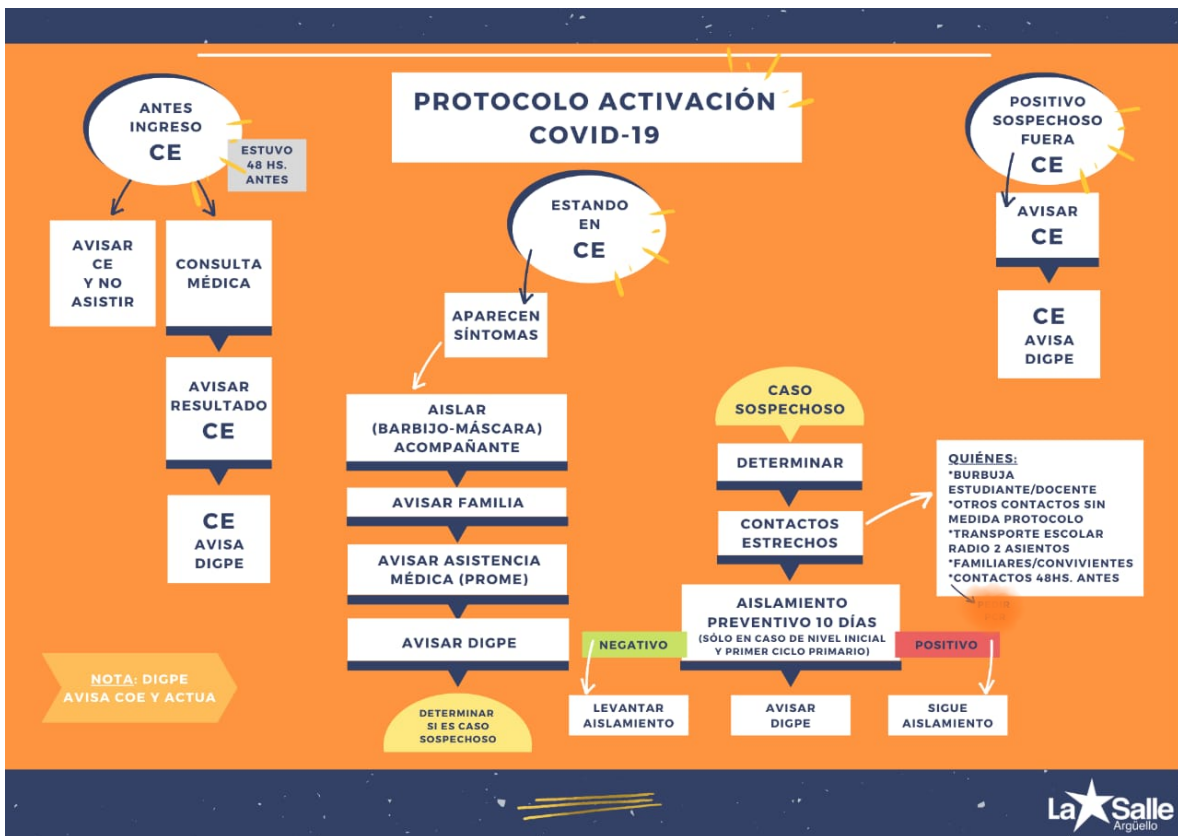 PROTOCOLO ACTIVACIÓN
COVID-19
ANTES
INGRESO
CE
ESTUVO
48 HS.
ANTES
AVISAR
CE
Y NO
ASISTIR
CONSULTA
MÉDICA
AVISAR
RESULTADO
CE
CE
AVISA
DIGPE
ESTANDO
EN
CE
APARECEN
SÍNTOMAS
AISLAR
(BARBIJO-MÁSCARA)
ACOMPAÑANTE
AVISAR FAMILIA
AVISAR ASISTENCIA
MÉDICA (PROME)
AVISAR DIGPE
DETERMINAR
SI ES CASO
SOSPECHOSO
CASO
SOSPECHOSO
DETERMINAR
CONTACTOS
ESTRECHOS
QUIÉNES:
*BURBUJA
ESTUDIANTE/DOCENTE
*OTROS CONTACTOS SIN
MEDIDA PROTOCOLO
*TRANSPORTE ESCOLAR
RADIO 2 ASIENTOS
*FAMILIARES/CONVIVIENTES
*CONTACTOS 48HS. ANTES
AISLAMIENTO
PREVENTIVO 10 DÍAS
(SÓLO EN CASO DE NIVEL INICIAL
Y PRIMER CICLO PRIMARIO)
NEGATIVO
POSITIVO
LEVANTAR
AISLAMIENTO
AVISAR
DIGPE
SIGUE
AISLAMIENTO
POSITIVO
SOSPECHOSO
FUERA
CE
AVISAR
CE
CE
AVISA
DIGPE
NOTA: DIGPE
AVISA COE Y ACTUA
La Salle
Argüello